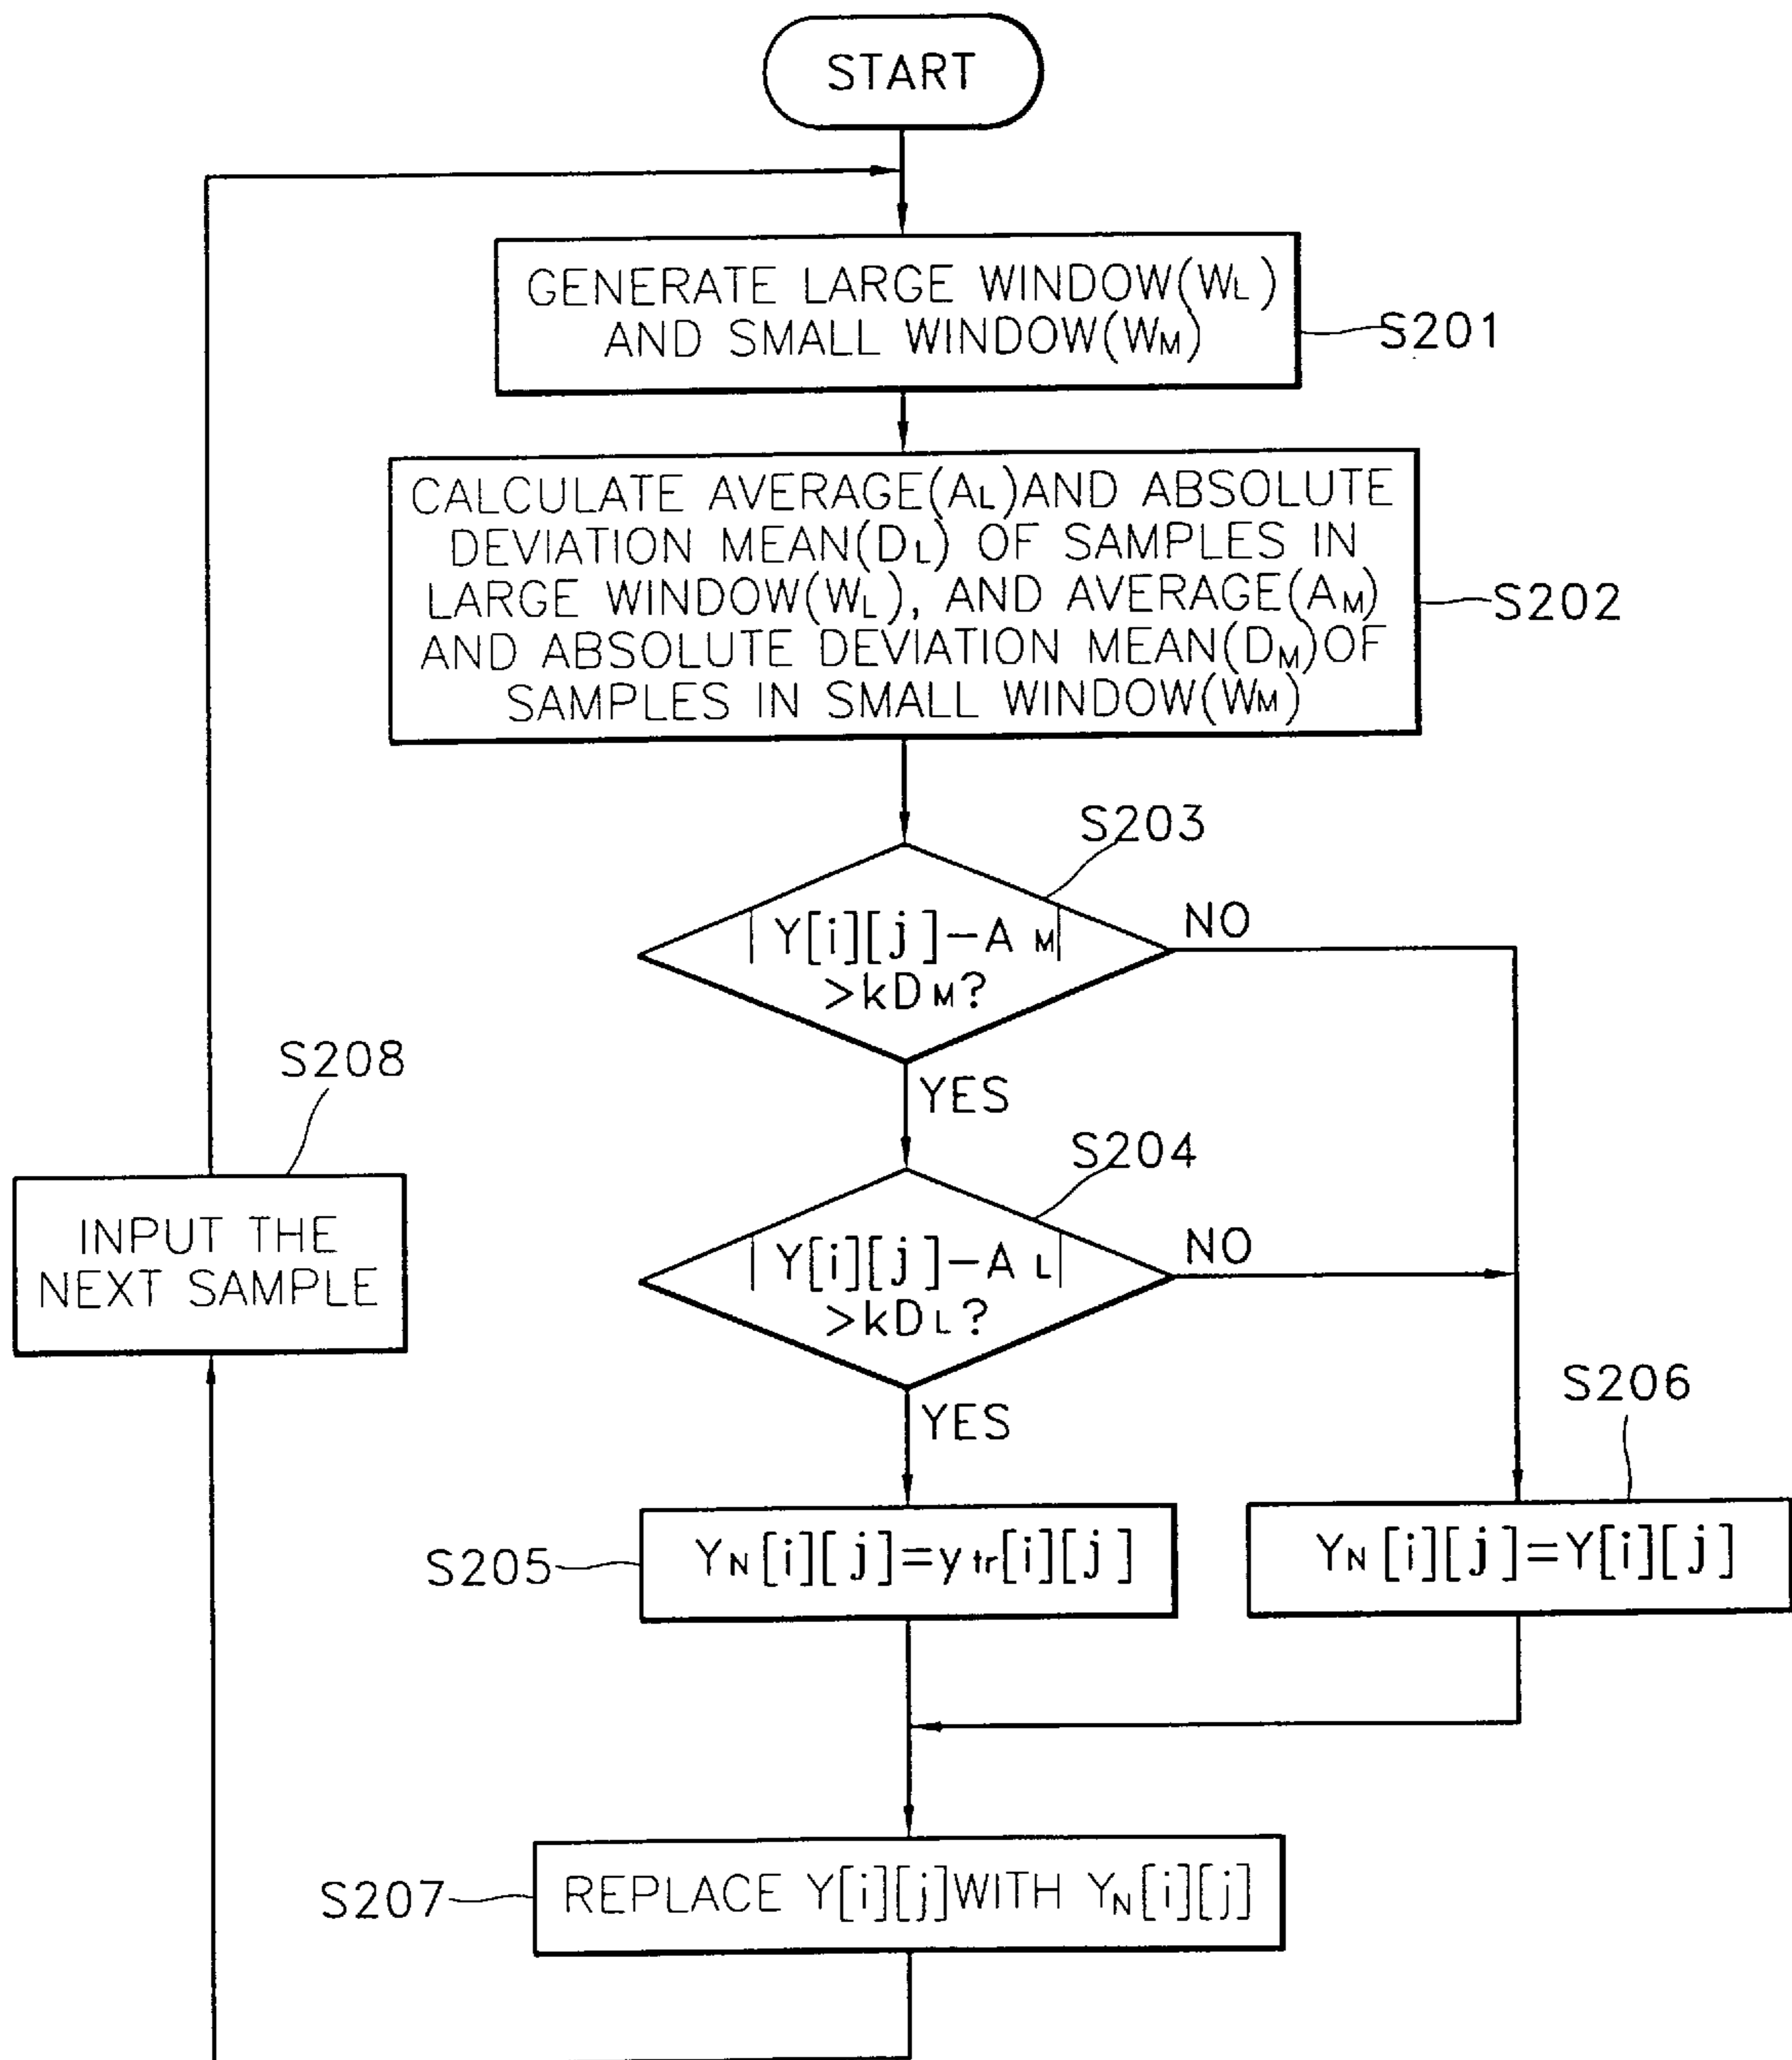 START
GENERATE LARGE WINDOW(WL)
AND SMALL WINDOW(WM)
S201
CALCULATE AVERAGE(AL)AND ABSOLUTE
DEVIATION MEAN(DL) OF SAMPLES IN
LARGE WINDOW(WL), AND AVERAGE(AM)
AND ABSOLUTE DEVIATION MEAN(DM)OF
SAMPLES IN SMALL WINDOW(WM)
S202
S203
|Y[i][j]-AM|
>kDM?
NO
YES
S208
INPUT THE
NEXT SAMPLE
S204
|Y[i][j]-AL|
>kDL?
NO
YES
S206
S205
YN[i][j]=ytr[i][j]
YN[i][j]=Y[i][j]
S207
REPLACE Y[i][j]WITH YN[i][j]